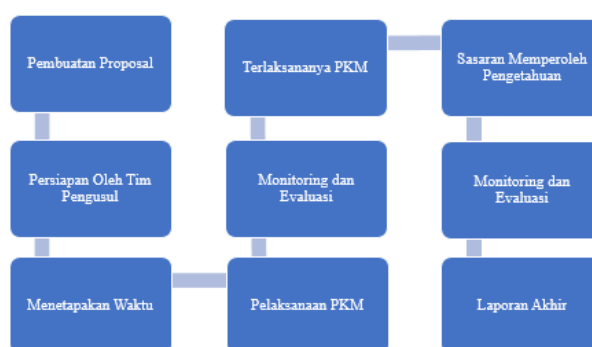 Pembuatan Proposal
Persiapan Oleh Tim
Pengusul
Menetapakan Waktu
Pelaksanaan PKM
Monitoring dan
Evaluasi
Terlaksananya PKM
Sasaran Memperoleh
Pengetahuan
Monitoring dan
Evaluasi
Laporan Akhir